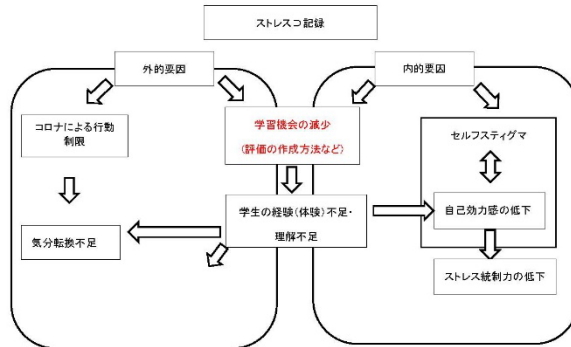 ストレスコ記録
外的要因
内的要因
コロナによる行動
制限
学習機会の減少
(評価の作成方法など)
セルフスティグマ
学生の経験(体験)不足・
理解不足
自己効力感の低下
気分転換不足
ストレス統制力の低下